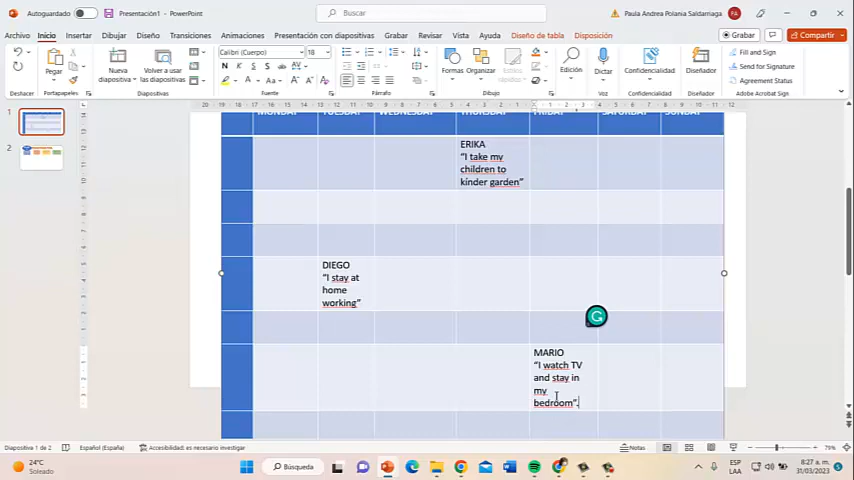 Autoguardado
Presentación1 - PowerPoint
Buscar
Paula Andrea Polania Saldarriaga
PA
Archivo Inicio Insertar Dibujar Diseño Transiciones Animaciones Presentación con diapositivas Grabar Revisar Vista Ayuda Diseño de tabla Disposición
Grabar
Compartir
Pegar
Nueva diapositiva
Volver a usar las diapositivas
Calibri (Cuerpo) 18
N K S S
Formas Organizar Estilos rápidos
Edición
Dictar
Confidencialidad
Diseñador
Fill and Sign
Send for Signature
Agreement Status
Portapapeles Diapositivas Fuente Párrafo Dibujo Voz Confidencialidad Diseñador Adobe Acrobat Sign
1
2
MONDAY TUESDAY WEDNESDAY THURSDAY FRIDAY SATURDAY SUNDAY
ERIKA
“I take my
children to
kinder garden”
DIEGO
“I stay at
home
working”
MARIO
“I watch TV
and stay in
my
bedroom”.
Diapositiva 1 de 2 Español (España) Accesibilidad: es necesario investigar
Notas
79%
24°C
Soleado
Búsqueda
ESP
LAA
8:27 a. m.
31/03/2023